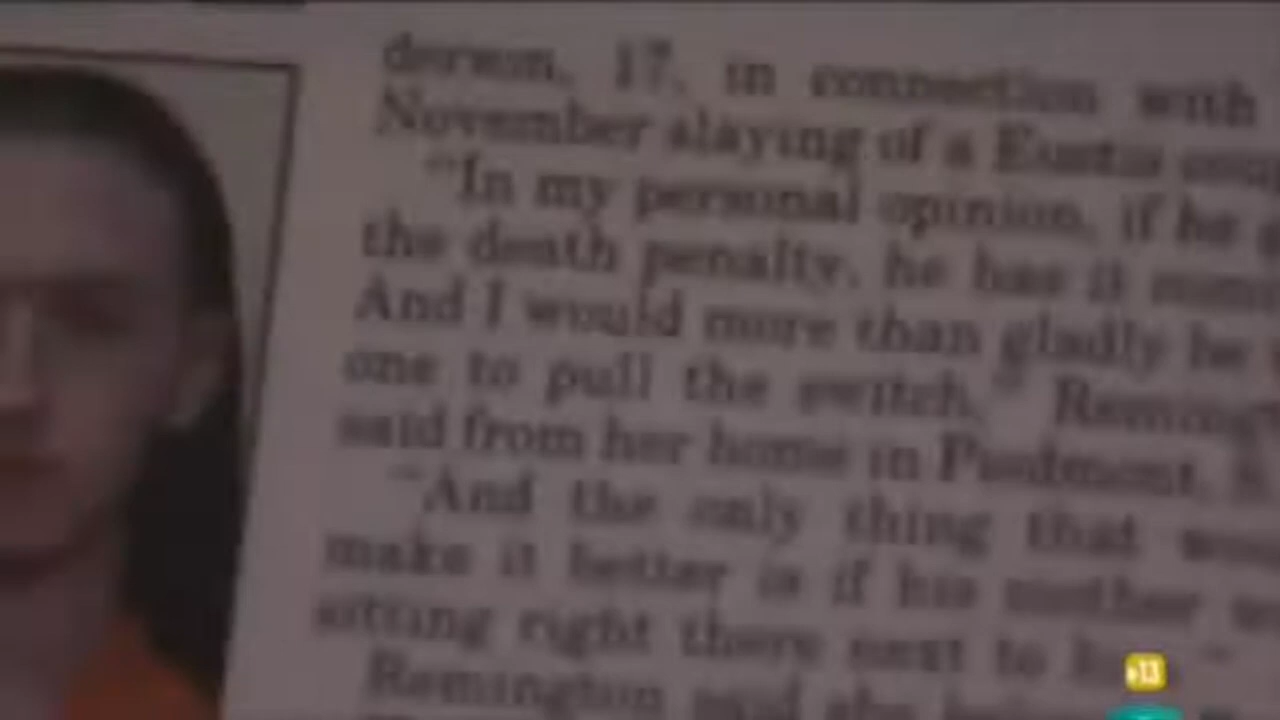 derson, 17, in connection with
November slaying of a Eustis
"In my personal opinion, if he
the death penalty, he has it
And I would more than gladly be
one to pull the switch," Remingt
said from her home in Piedmont,
"And the only thing that wou
make it better is if his mother
sitting right there next to
Remington said she
+13